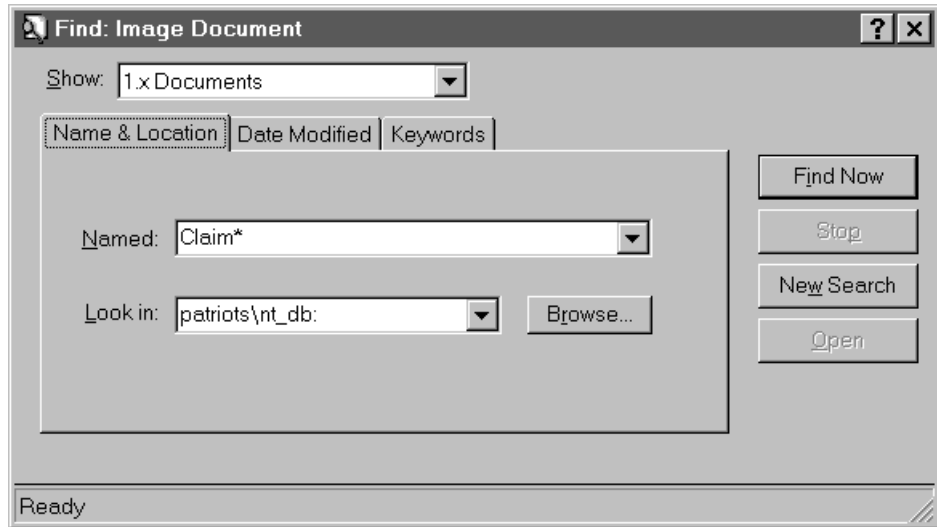 Find: Image Document
Show: 1.x Documents
Name & Location Date Modified Keywords
Find Now
Named: Claim*
Stop
New Search
Look in: patriots\nt_db: Browse...
Open
Ready